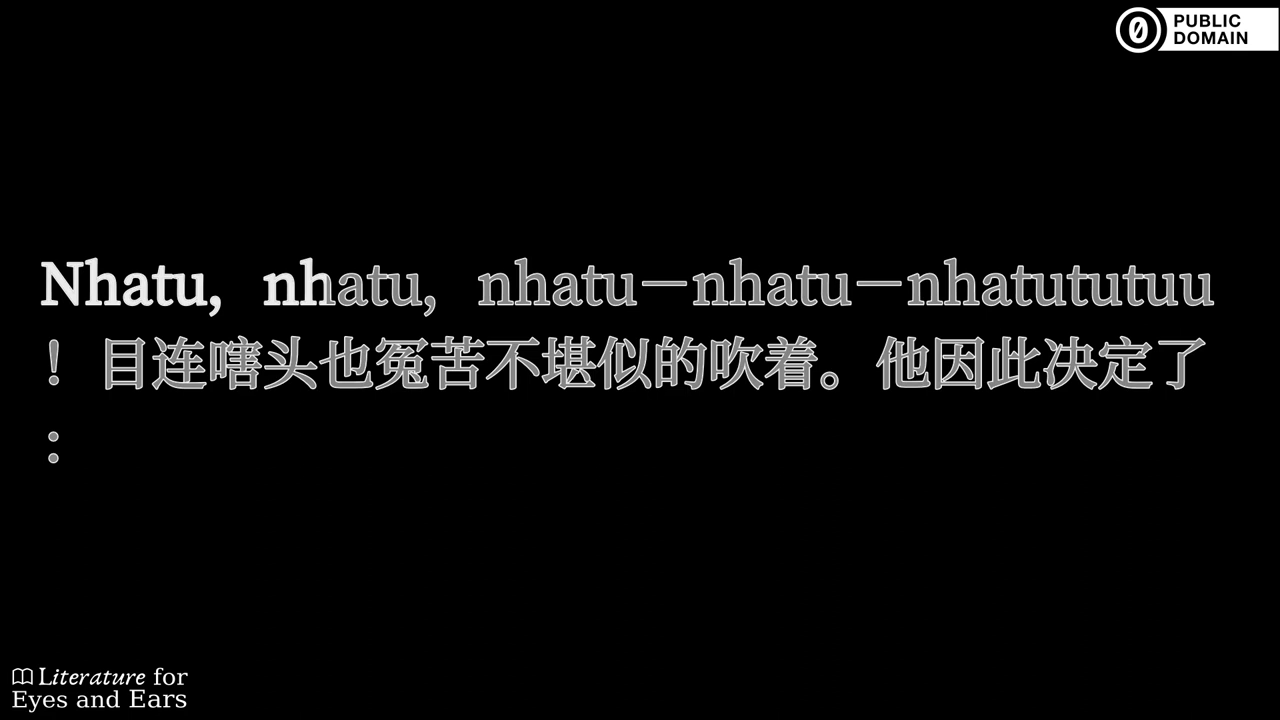 PUBLIC
DOMAIN
Nhatu, nhatu, nhatu－nhatu－nhatututuu
！目连嗐头也冤苦不堪似的吹着。他因此决定了
：
Literature for
Eyes and Ears